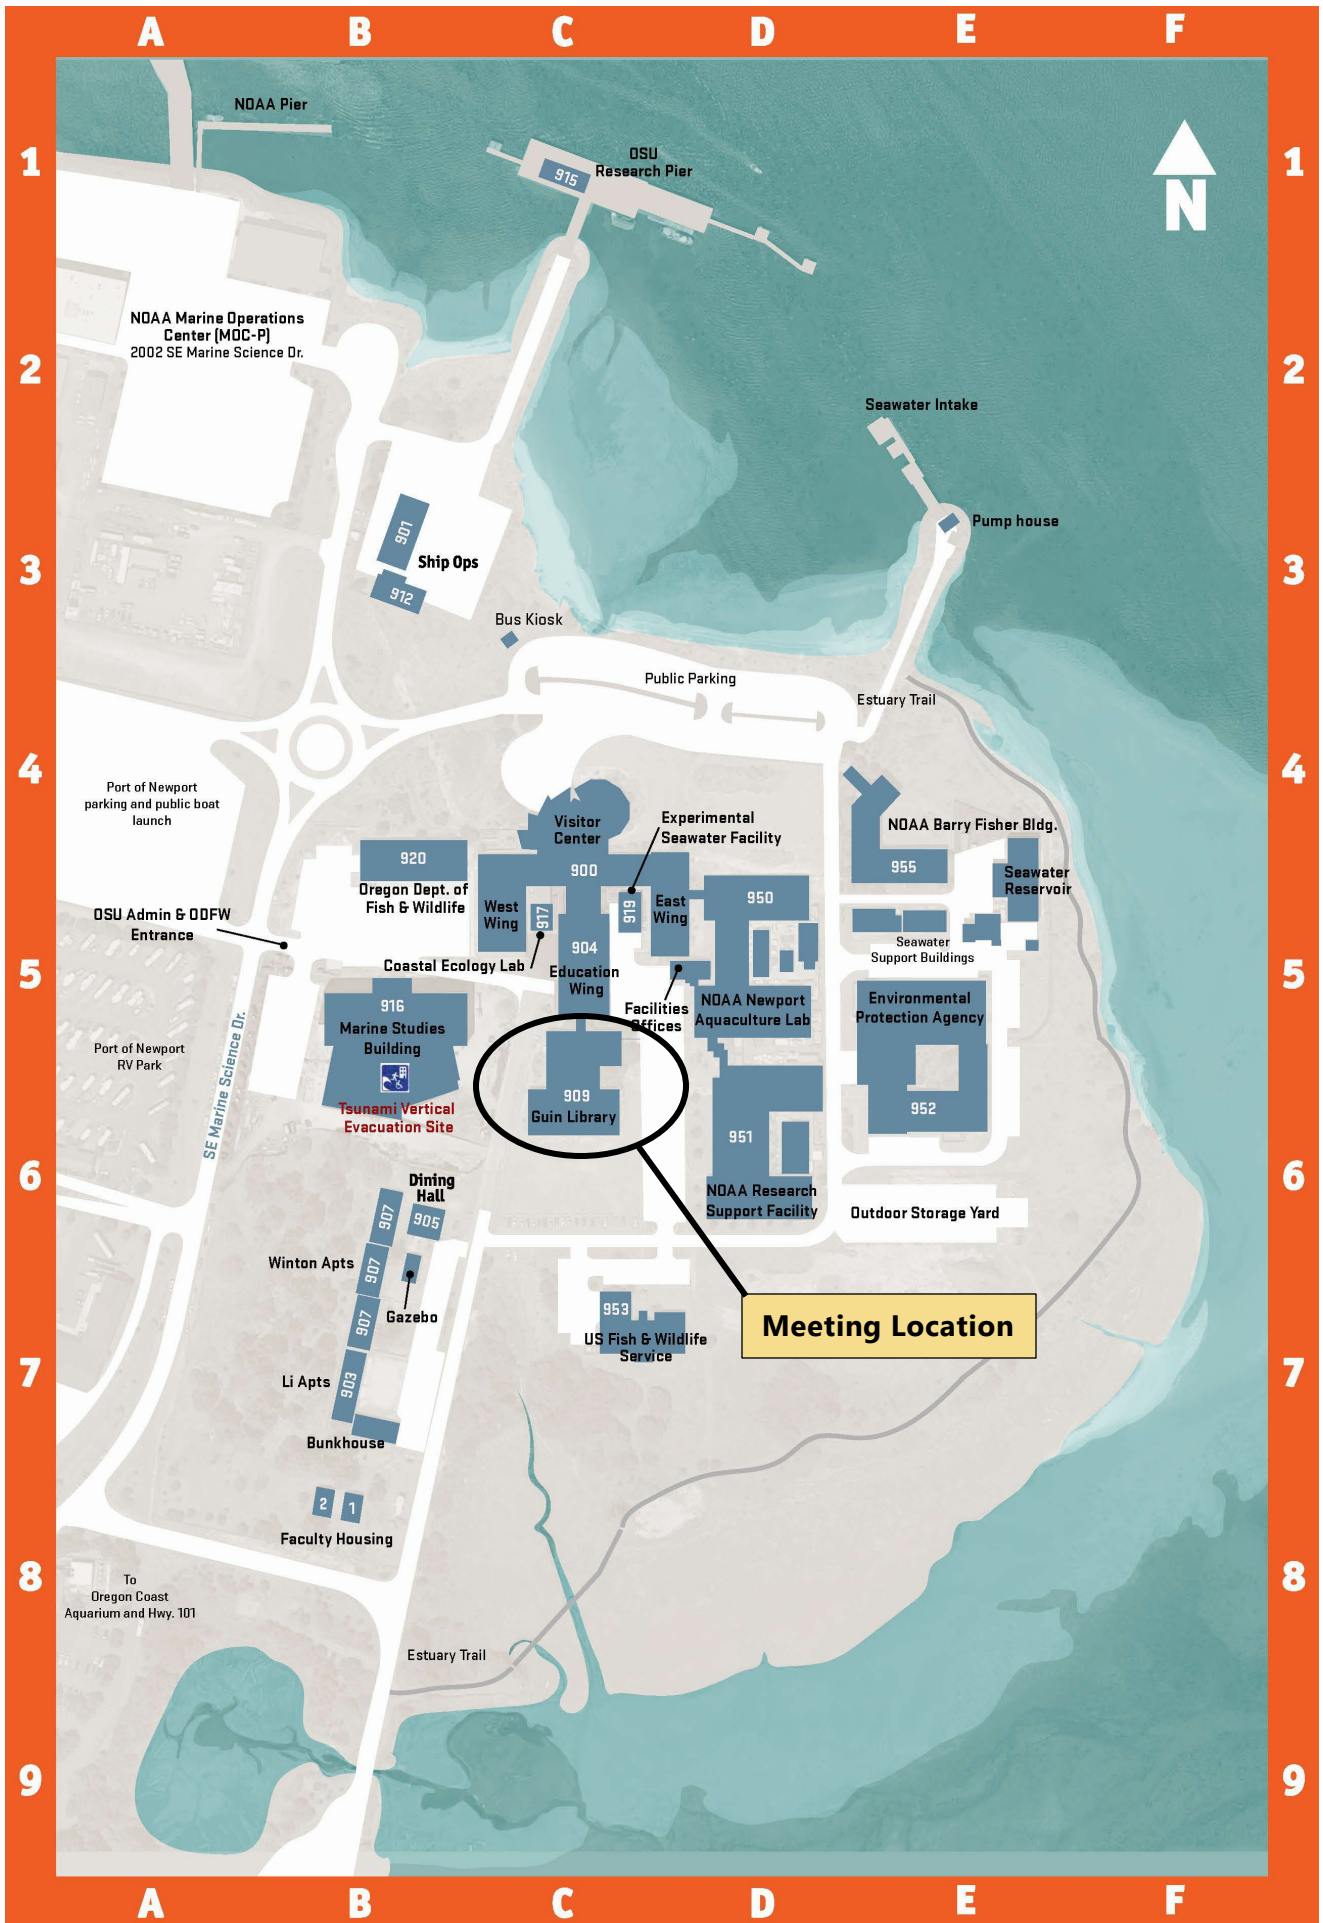 A B C D E F
1
NOAA Pier
OSU
Research Pier
915
1
N
NOAA Marine Operations
Center (MOC-P)
2002 SE Marine Science Dr.
2
2
Seawater Intake
Pump house
901
Ship Ops
912
3
3
Bus Kiosk
Public Parking
Estuary Trail
4
4
Port of Newport
parking and public boat
launch
Visitor
Center
Experimental
Seawater Facility
NOAA Barry Fisher Bldg.
920
900
955
Seawater
Reservoir
Oregon Dept. of
Fish & Wildlife
West
Wing
917
919
East
Wing
950
OSU Admin & ODFW
Entrance
904
Seawater
Support Buildings
Coastal Ecology Lab
Education
Wing
5
5
916
Marine Studies
Building
Facilities
Offices
NOAA Newport
Aquaculture Lab
Environmental
Protection Agency
Port of Newport
RV Park
SE Marine Science Dr.
Tsunami Vertical
Evacuation Site
909
Guin Library
951
952
6
6
Dining
Hall
907
905
NOAA Research
Support Facility
Outdoor Storage Yard
Winton Apts
907
Gazebo
907
953
US Fish & Wildlife
Service
Meeting Location
7
7
Li Apts
903
Bunkhouse
2
1
Faculty Housing
8
8
To
Oregon Coast
Aquarium and Hwy. 101
Estuary Trail
9
9
A B C D E F